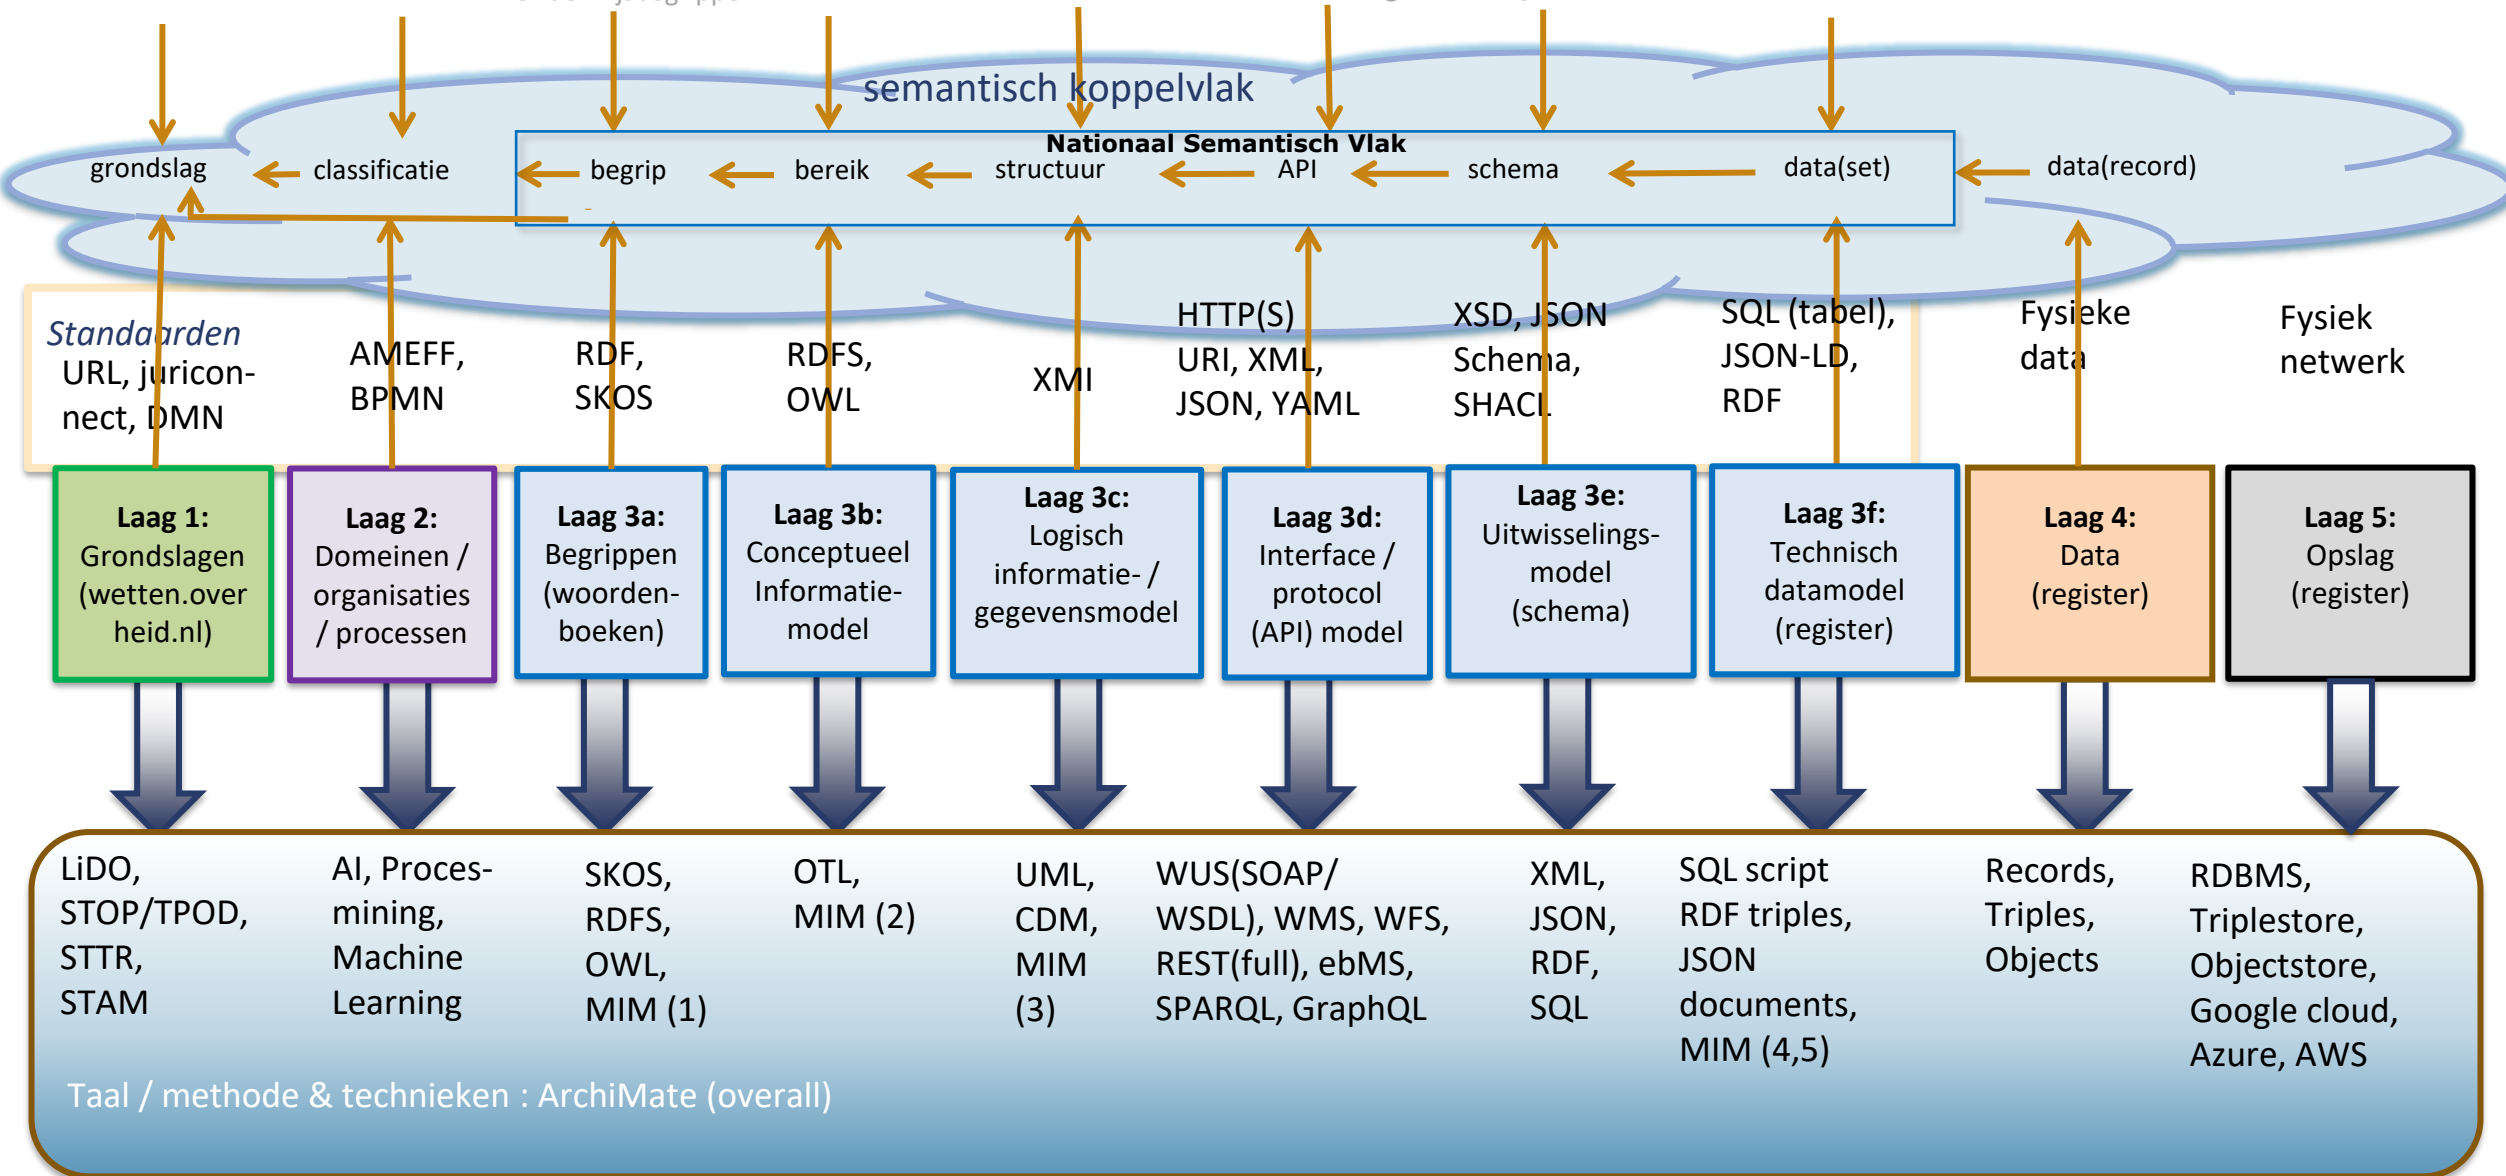 semantisch koppelvlak
Nationaal Semantisch Vlak
grondslag
classificatie
begrip
bereik
structuur
API
schema
data(set)
data(record)
Standaarden
URL, juricon-
nect, DMN
AMEFF,
BPMN
RDF,
SKOS
RDFS,
OWL
XMI
HTTP(S)
URI, XML,
JSON, YAML
XSD, JSON
Schema,
SHACL
SQL (tabel),
JSON-LD,
RDF
Fysieke
data
Fysiek
netwerk
Laag 1:
Grondslagen
(wetten.over
heid.nl)
Laag 2:
Domeinen /
organisaties
/ processen
Laag 3a:
Begrippen
(woorden-
boeken)
Laag 3b:
Conceptueel
Informatie-
model
Laag 3c:
Logisch
informatie- /
gegevensmodel
Laag 3d:
Interface /
protocol
(API) model
Laag 3e:
Uitwisselings-
model
(schema)
Laag 3f:
Technisch
datamodel
(register)
Laag 4:
Data
(register)
Laag 5:
Opslag
(register)
LiDO,
STOP/TPOD,
STTR,
STAM
AI, Proces-
mining,
Machine
Learning
SKOS,
RDFS,
OWL,
MIM (1)
OTL,
MIM (2)
UML,
CDM,
MIM
(3)
WUS(SOAP/
WSDL), WMS, WFS,
REST(full), ebMS,
SPARQL, GraphQL
XML,
JSON,
RDF,
SQL
SQL script
RDF triples,
JSON
documents,
MIM (4,5)
Records,
Triples,
Objects
RDBMS,
Triplestore,
Objectstore,
Google cloud,
Azure, AWS
Taal / methode & technieken : ArchiMate (overall)